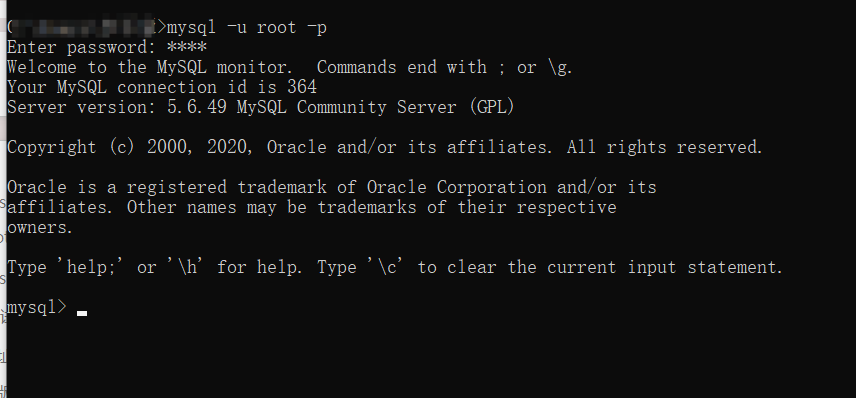 >mysql -u root -p
Enter password: ****
Welcome to the MySQL monitor.  Commands end with ; or \g.
Your MySQL connection id is 364
Server version: 5.6.49 MySQL Community Server (GPL)
Copyright (c) 2000, 2020, Oracle and/or its affiliates. All rights reserved.
Oracle is a registered trademark of Oracle Corporation and/or its
affiliates. Other names may be trademarks of their respective
owners.
Type 'help;' or '\h' for help. Type '\c' to clear the current input statement.
mysql>